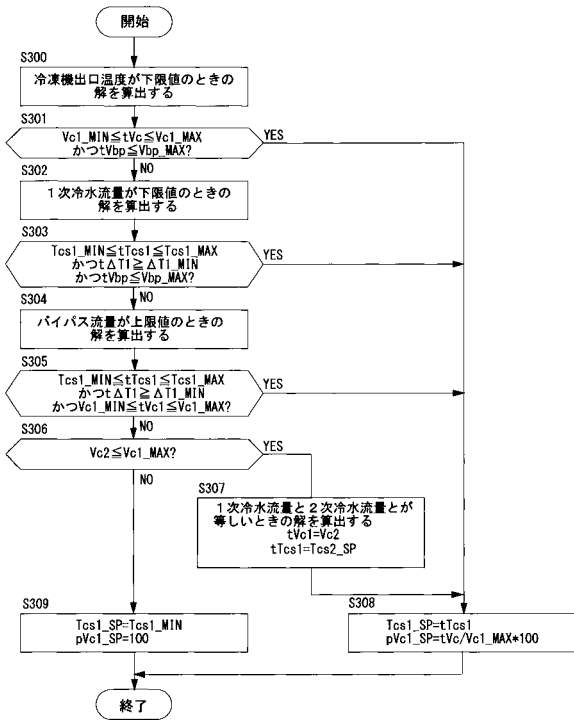 開始
S300
冷凍機出口温度が下限値のときの
解を算出する
S301
Vc1_MIN≦tVc≦Vc1_MAX
かつtVbp≦Vbp_MAX?
YES
NO
S302
1次冷水流量が下限値のときの
解を算出する
S303
Tcs1_MIN≦tTcs1≦Tcs1_MAX
かつtΔT1≧ΔT1_MIN
かつtVbp≦Vbp_MAX?
YES
NO
S304
バイパス流量が上限値のときの
解を算出する
S305
Tcs1_MIN≦tTcs1≦Tcs1_MAX
かつtΔT1≧ΔT1_MIN
かつVc1_MIN≦tVc1≦Vc1_MAX?
YES
NO
S306
Vc2≦Vc1_MAX?
YES
NO
S307
1次冷水流量と2次冷水流量とが
等しいときの解を算出する
tVc1=Vc2
tTcs1=Tcs2_SP
S309
Tcs1_SP=Tcs1_MIN
pVc1_SP=100
S308
Tcs1_SP=tTcs1
pVc1_SP=tVc/Vc1_MAX*100
終了